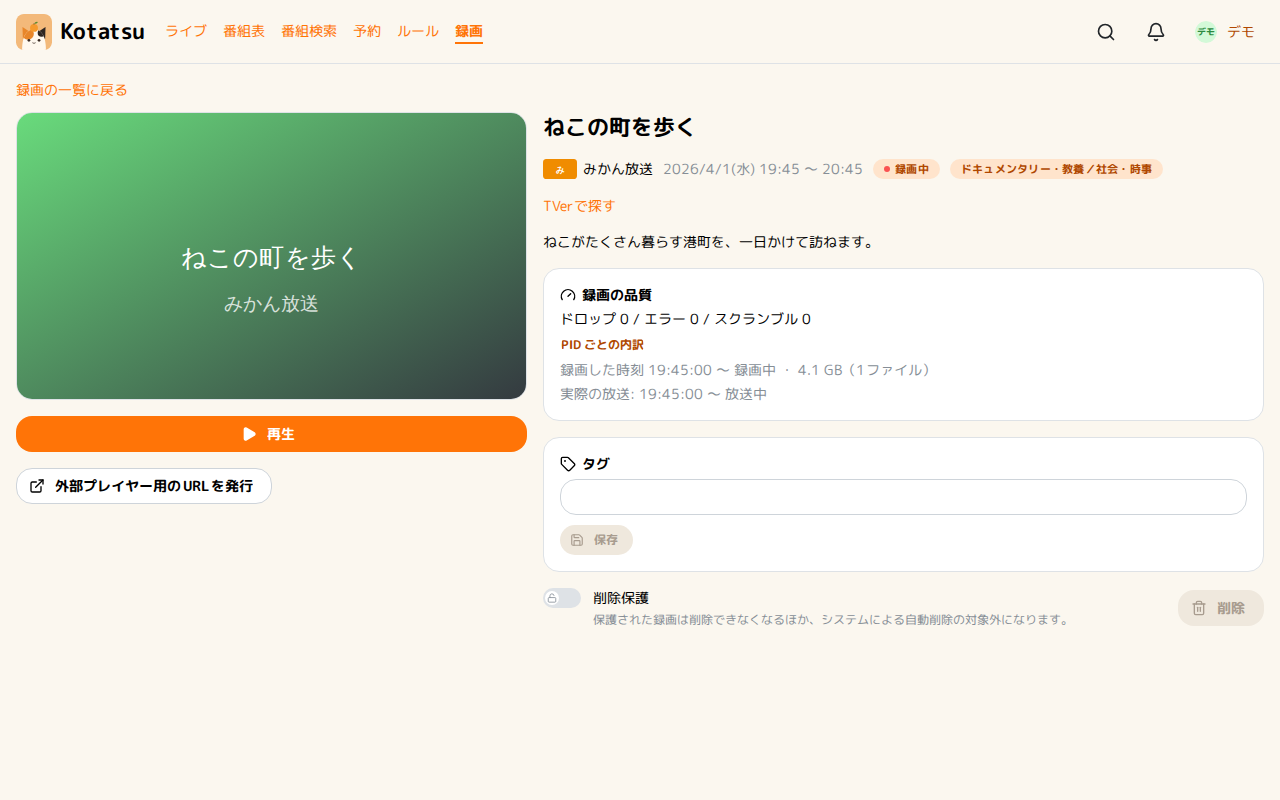 Kotatsu ライブ 番組表 番組検索 予約 ルール 録画 デモ デモ
録画の一覧に戻る
ねこの町を歩く
みかん放送
再生
外部プレイヤー用のURLを発行
ねこの町を歩く
み みかん放送 2026/4/1(水) 19:45 〜 20:45 録画中 ドキュメンタリー・教養／社会・時事
TVerで探す
ねこがたくさん暮らす港町を、一日かけて訪ねます。
録画の品質
ドロップ 0 / エラー 0 / スクランブル 0
PID ごとの内訳
録画した時刻 19:45:00 〜 録画中 · 4.1 GB（1ファイル）
実際の放送: 19:45:00 〜 放送中
タグ
保存
削除保護
保護された録画は削除できなくなるほか、システムによる自動削除の対象外になります。
削除